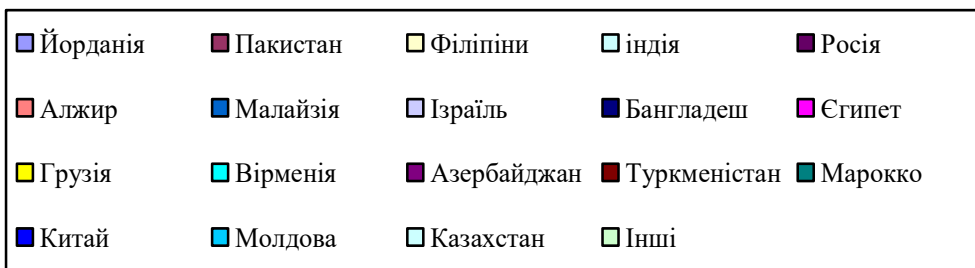 Йорданія Пакистан Філіпіни індія Росія
Алжир Малайзія Ізраїль Бангладеш Єгипет
Грузія Вірменія Азербайджан Туркменістан Марокко
Китай Молдова Казахстан Інші